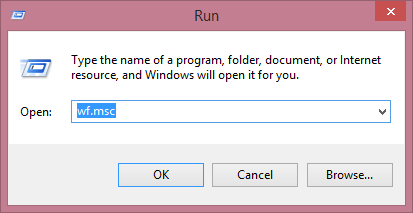 Run
Type the name of a program, folder, document, or Internet
resource, and Windows will open it for you.
Open: wf.msc
OK Cancel Browse...